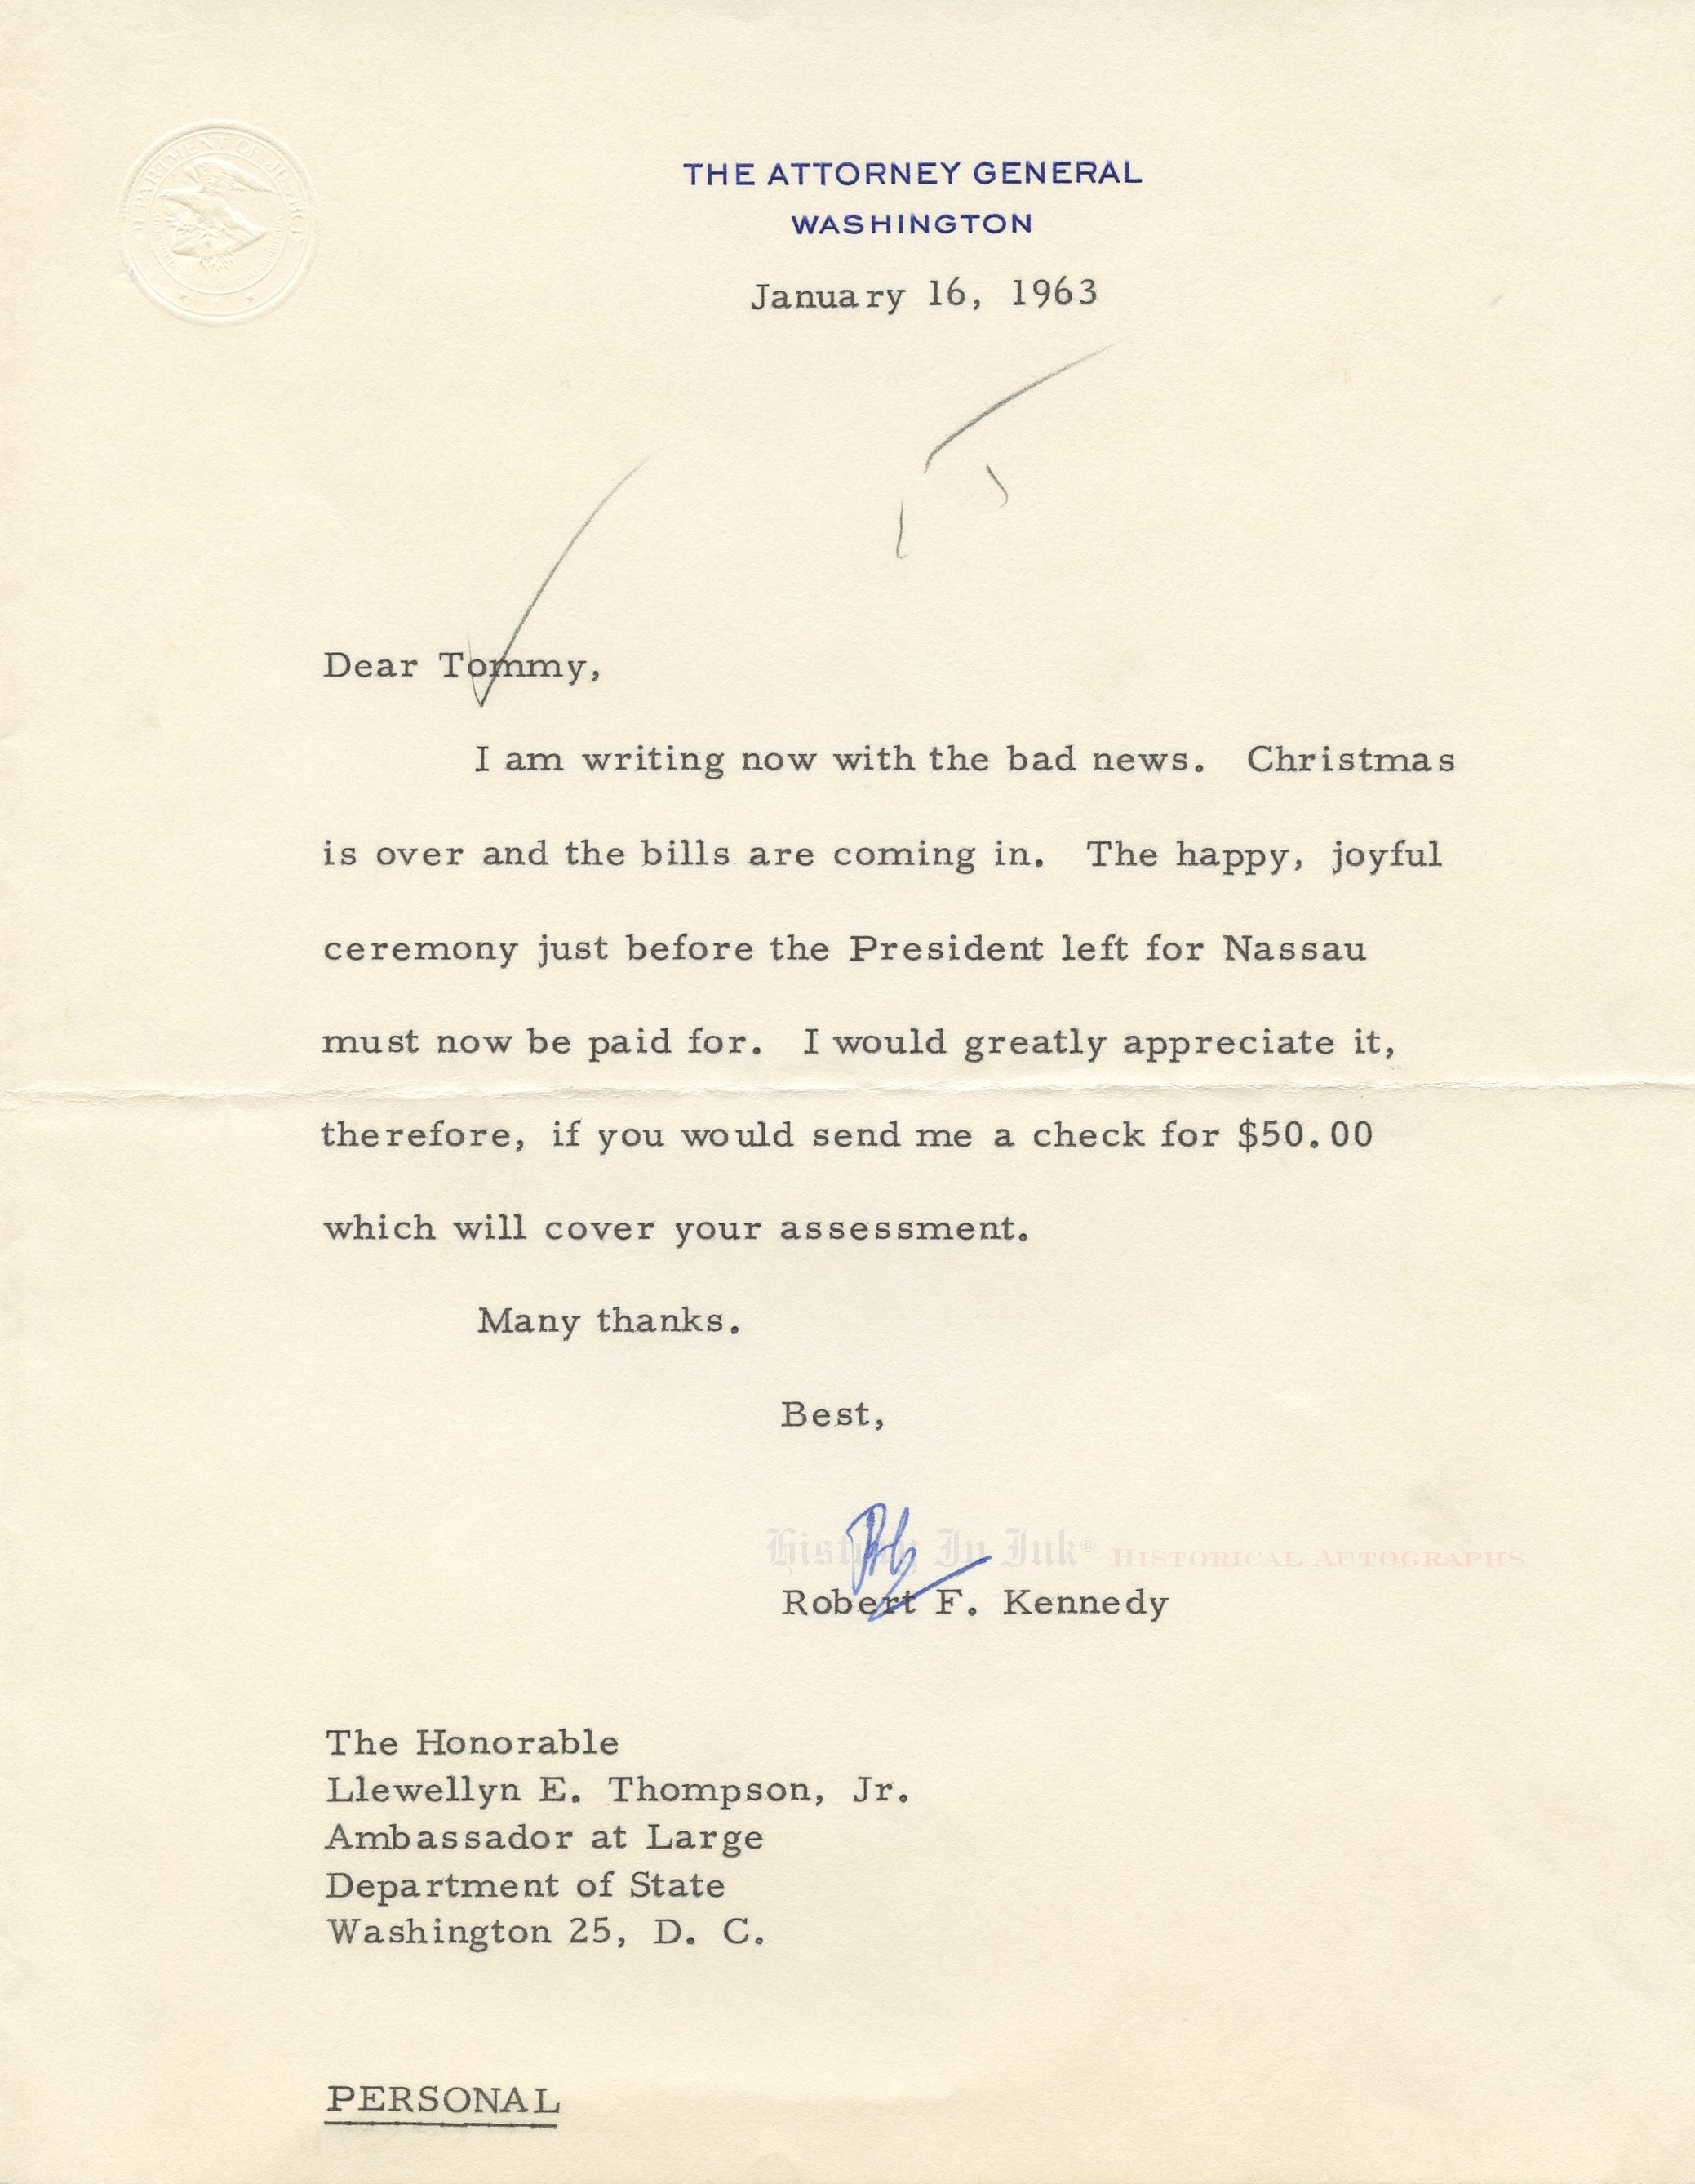 DEPARTMENT OF JUSTICE
THE ATTORNEY GENERAL
WASHINGTON
January 16, 1963
Dear Tommy,
I am writing now with the bad news. Christmas
is over and the bills are coming in. The happy, joyful
ceremony just before the President left for Nassau
must now be paid for. I would greatly appreciate it,
therefore, if you would send me a check for $50.00
which will cover your assessment.
Many thanks.
Best,
History In Ink® HISTORICAL AUTOGRAPHS
Robert F. Kennedy
The Honorable
Llewellyn E. Thompson, Jr.
Ambassador at Large
Department of State
Washington 25, D. C.
PERSONAL